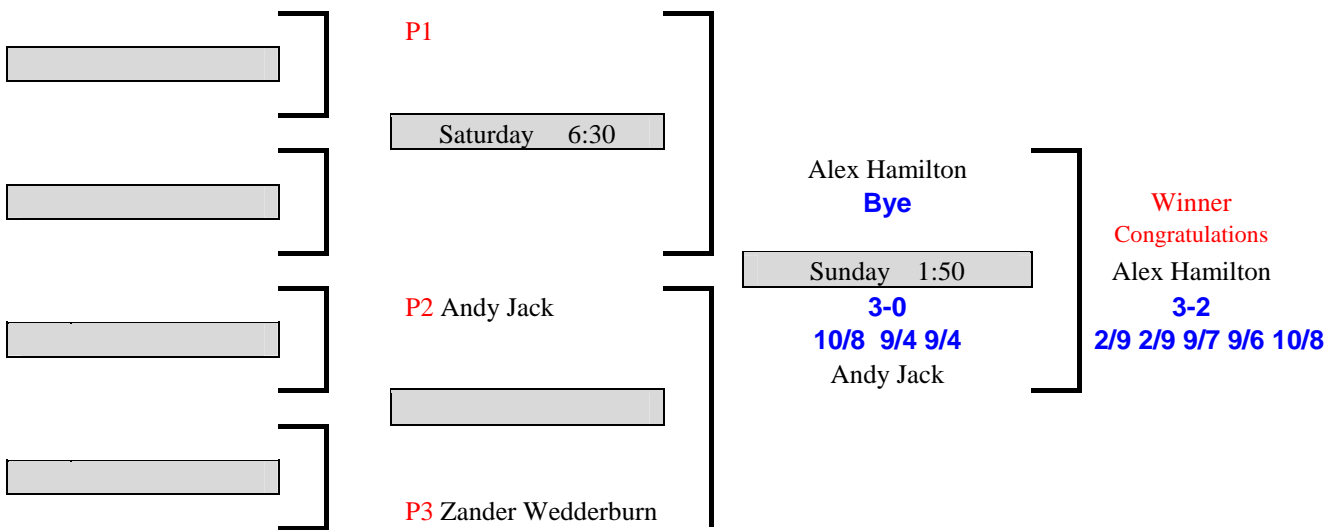 P1
Saturday 6:30
P2 Andy Jack
P3 Zander Wedderburn
Alex Hamilton
Bye
Sunday 1:50
3-0
10/8 9/4 9/4
Andy Jack
Winner
Congratulations
Alex Hamilton
3-2
2/9 2/9 9/7 9/6 10/8